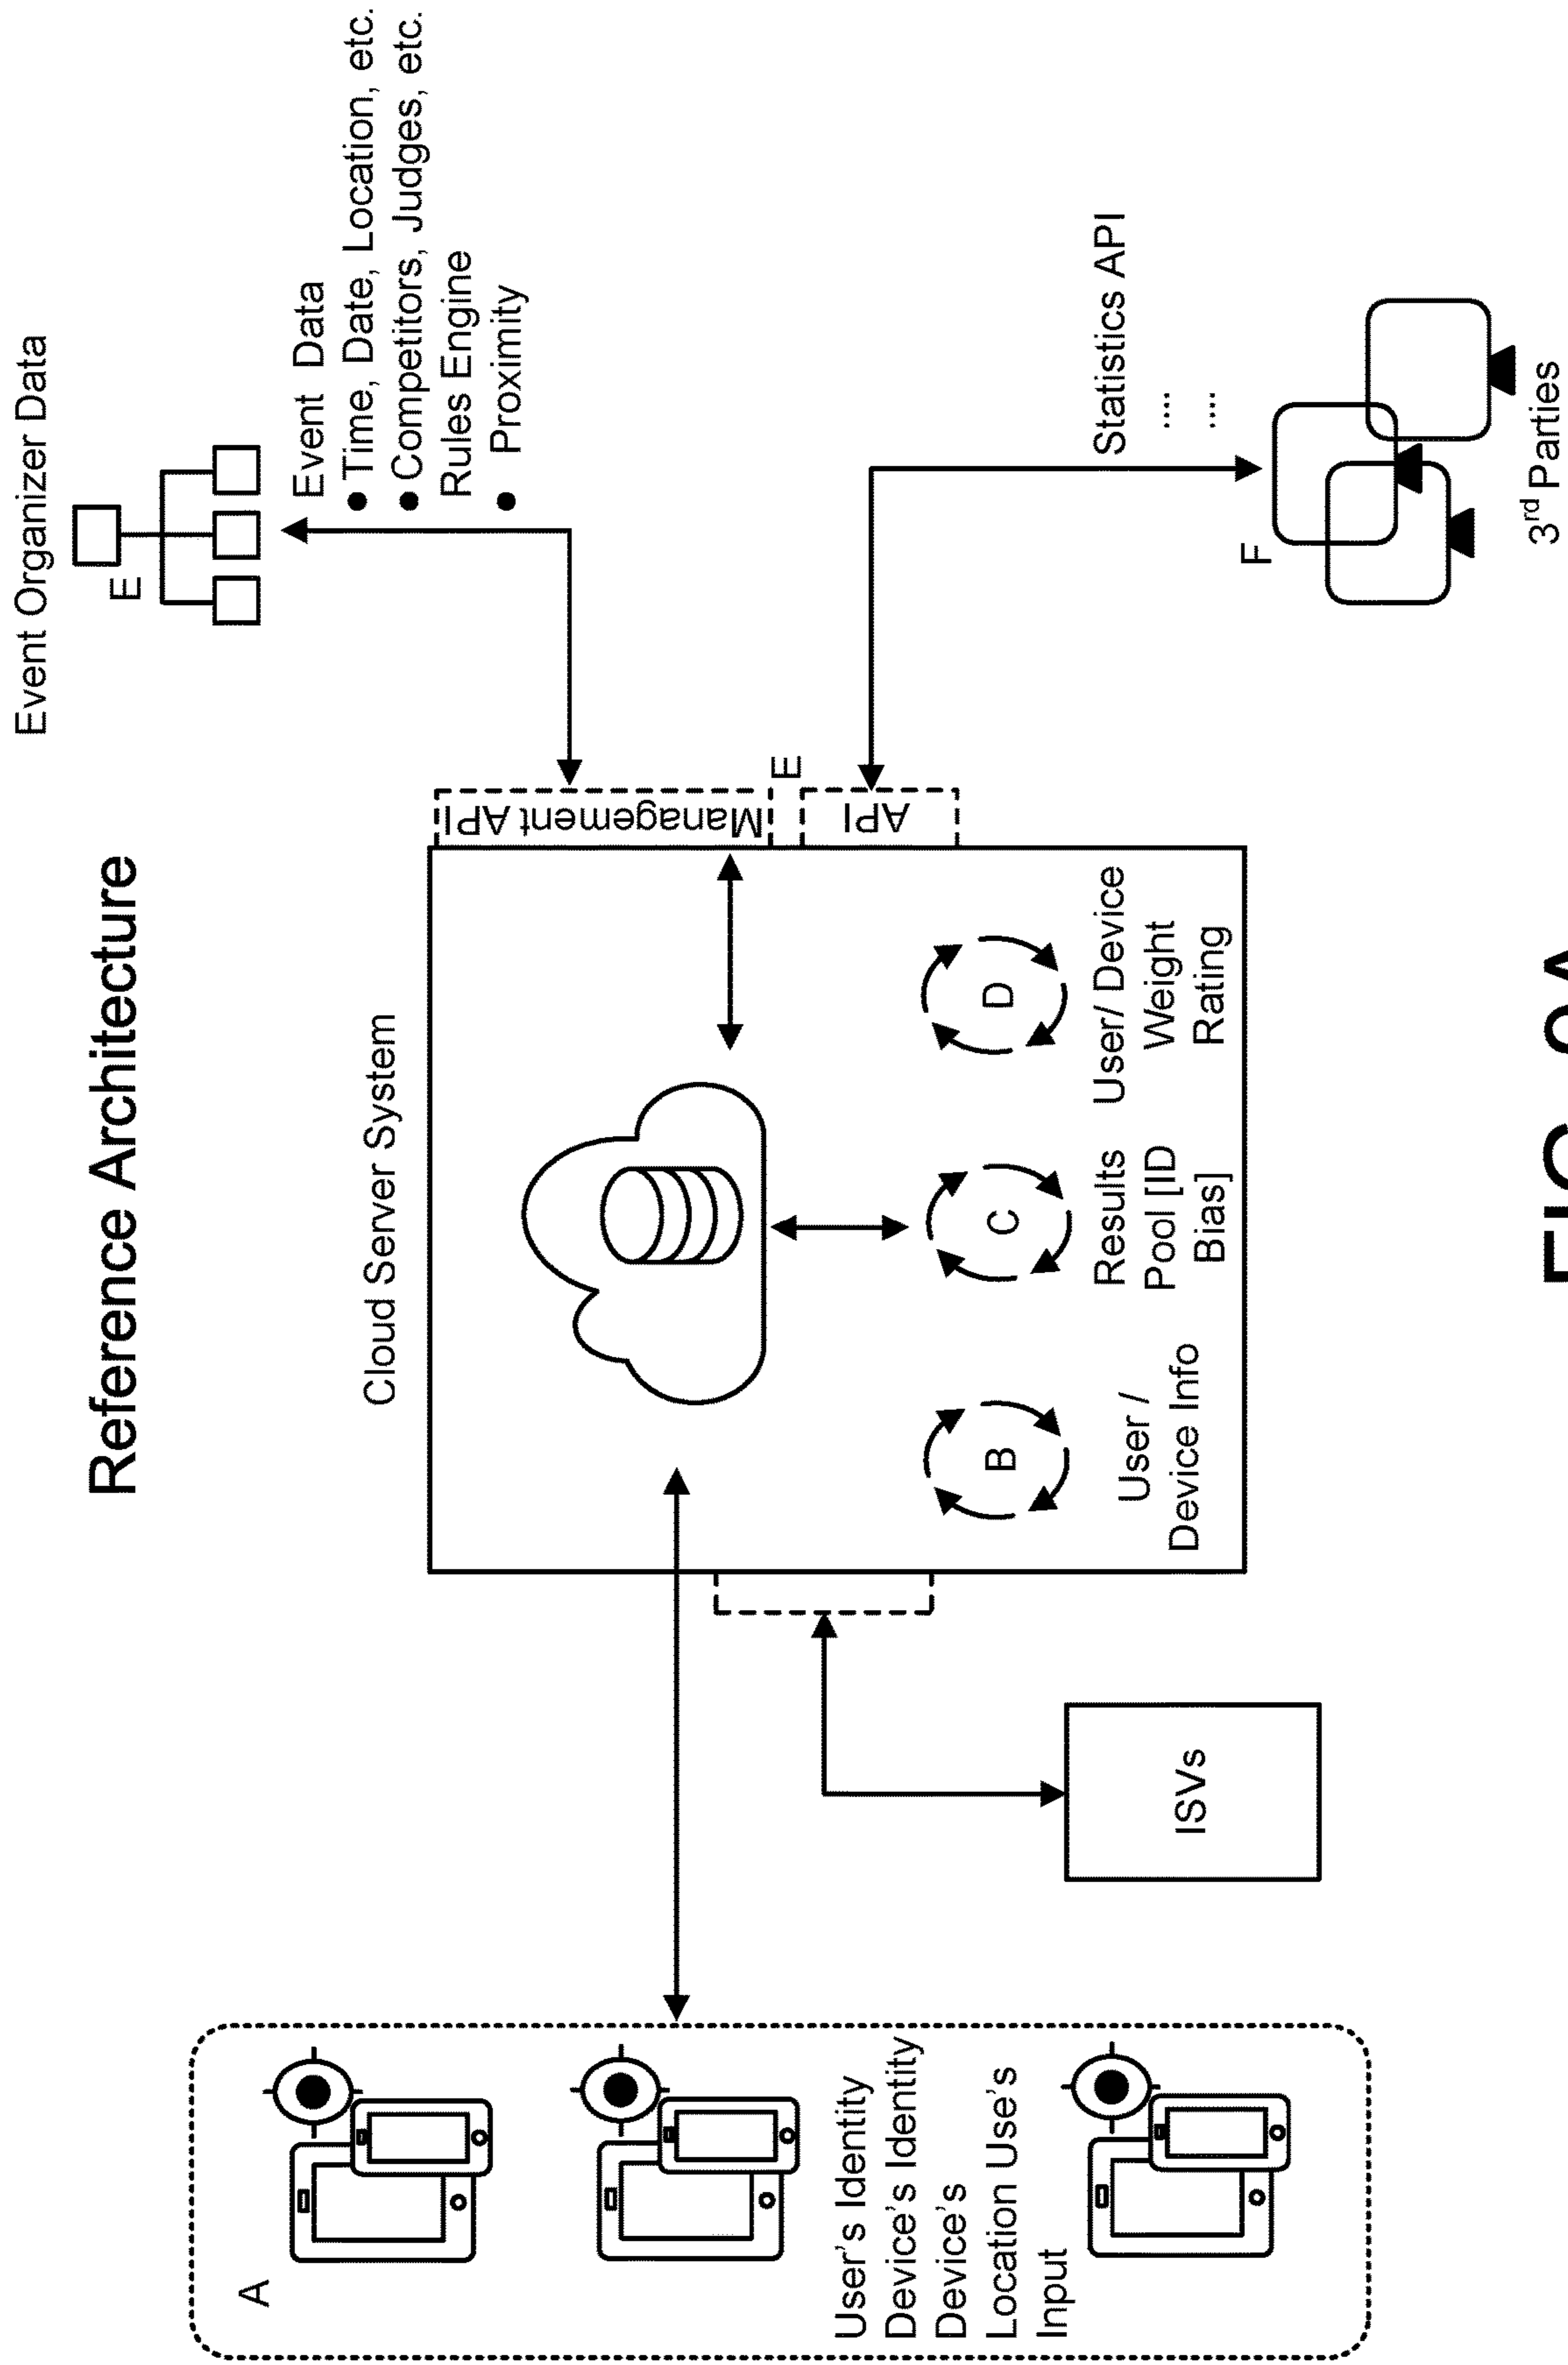 Reference Architecture
Event Organizer Data
E
Event Data
● Time, Date, Location, etc.
● Competitors, Judges, etc.
Rules Engine
● Proximity
Cloud Server System
Management API
E
API
A
User's Identity
Device's Identity
Device's
Location Use's
Input
B
User /
Device Info
C
Results
Pool [ID
Bias]
D
User/ Device
Weight
Rating
ISVs
Statistics API
....
....
F
3rd Parties